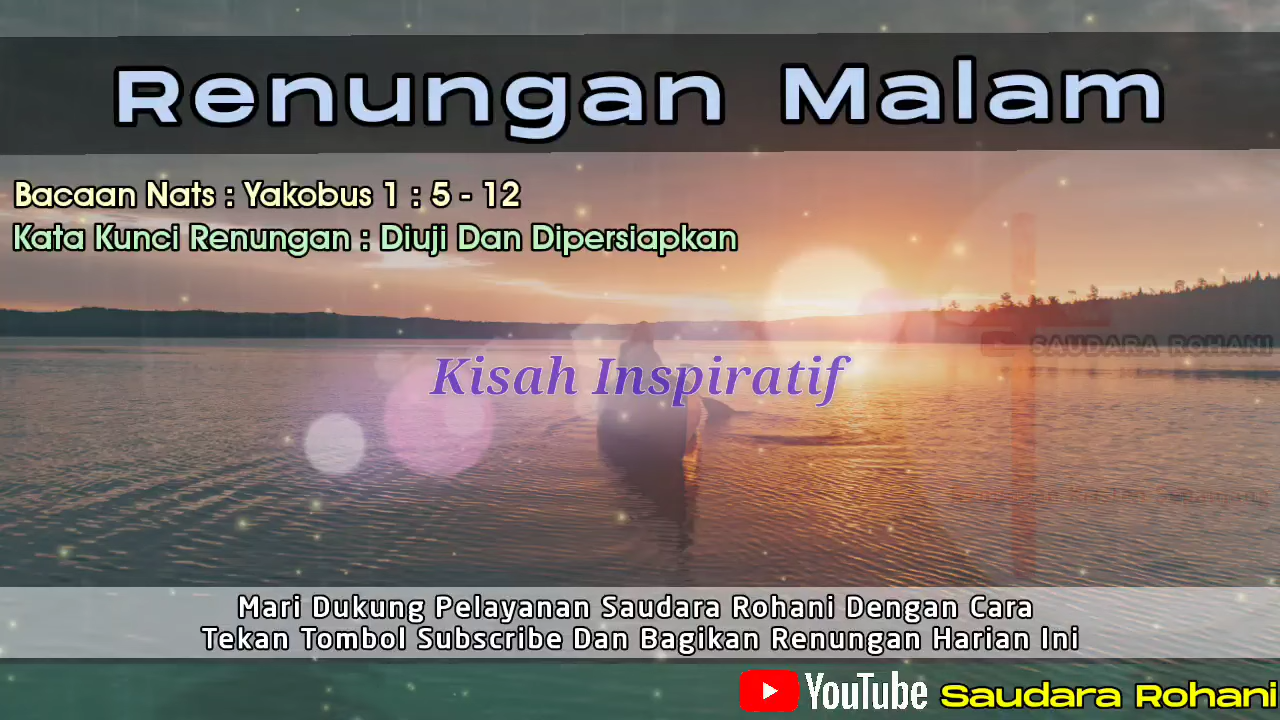 Renungan Malam
Bacaan Nats : Yakobus 1 : 5 - 12
Kata Kunci Renungan : Diuji Dan Dipersiapkan
SAUDARA ROHANI
Kisah Inspiratif
Mari Dukung Pelayanan Saudara Rohani Dengan Cara
Tekan Tombol Subscribe Dan Bagikan Renungan Harian Ini
YouTube Saudara Rohani